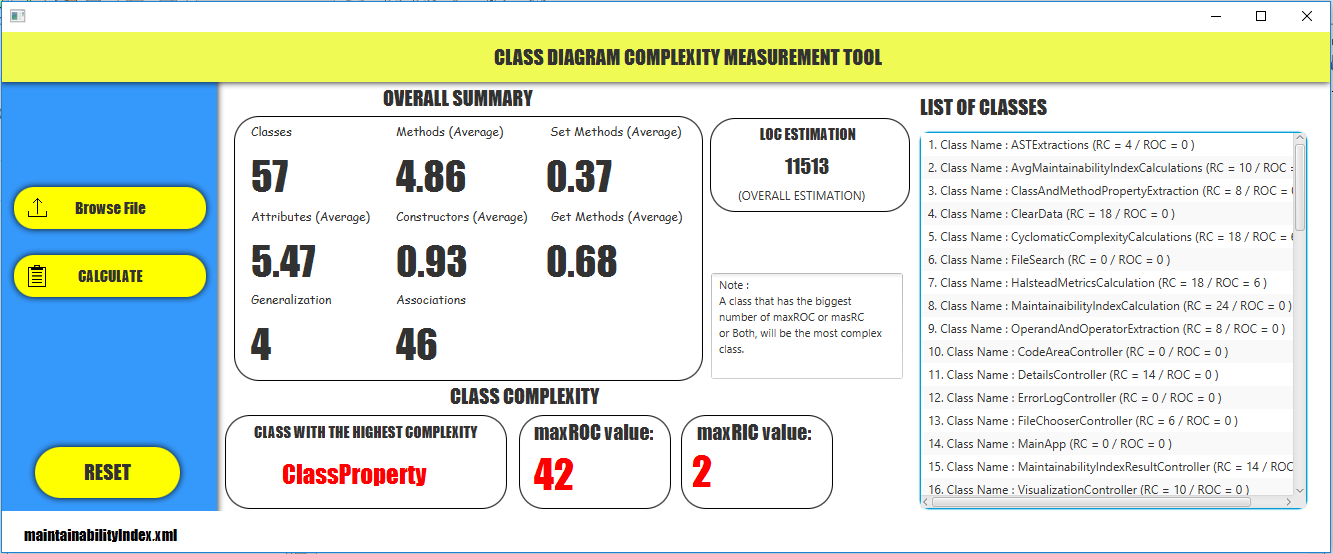 CLASS DIAGRAM COMPLEXITY MEASUREMENT TOOL
Browse File
CALCULATE
RESET
OVERALL SUMMARY
Classes Methods (Average) Set Methods (Average)
57 4.86 0.37
Attributes (Average) Constructors (Average) Get Methods (Average)
5.47 0.93 0.68
Generalization Associations
4 46
LOC ESTIMATION
11513
(OVERALL ESTIMATION)
Note :
A class that has the biggest
number of maxROC or masRC
or Both, will be the most complex
class.
CLASS COMPLEXITY
CLASS WITH THE HIGHEST COMPLEXITY
ClassProperty
maxROC value:
42
maxRIC value:
2
LIST OF CLASSES
1. Class Name : ASTExtractions (RC = 4 / ROC = 0 )
2. Class Name : AvgMaintainabilityIndexCalculations (RC = 10 /
3. Class Name : ClassAndMethodPropertyExtraction (RC = 8 / ROC =
4. Class Name : ClearData (RC = 18 / ROC = 0 )
5. Class Name : CyclomaticComplexityCalculations (RC = 18 / ROC =
6. Class Name : FileSearch (RC = 0 / ROC = 0 )
7. Class Name : HalsteadMetricsCalculation (RC = 18 / ROC = 6 )
8. Class Name : MaintainaibilityIndexCalculation (RC = 24 / ROC = 0 )
9. Class Name : OperandAndOperatorExtraction (RC = 8 / ROC = 0 )
10. Class Name : CodeAreaController (RC = 0 / ROC = 0 )
11. Class Name : DetailsController (RC = 14 / ROC = 0 )
12. Class Name : ErrorLogController (RC = 0 / ROC = 0 )
13. Class Name : FileChooserController (RC = 6 / ROC = 0 )
14. Class Name : MainApp (RC = 0 / ROC = 0 )
15. Class Name : MaintainabilityIndexResultController (RC = 14 / ROC
16. Class Name : VisualizationController (RC = 10 / ROC = 0 )
maintainabilityIndex.xml